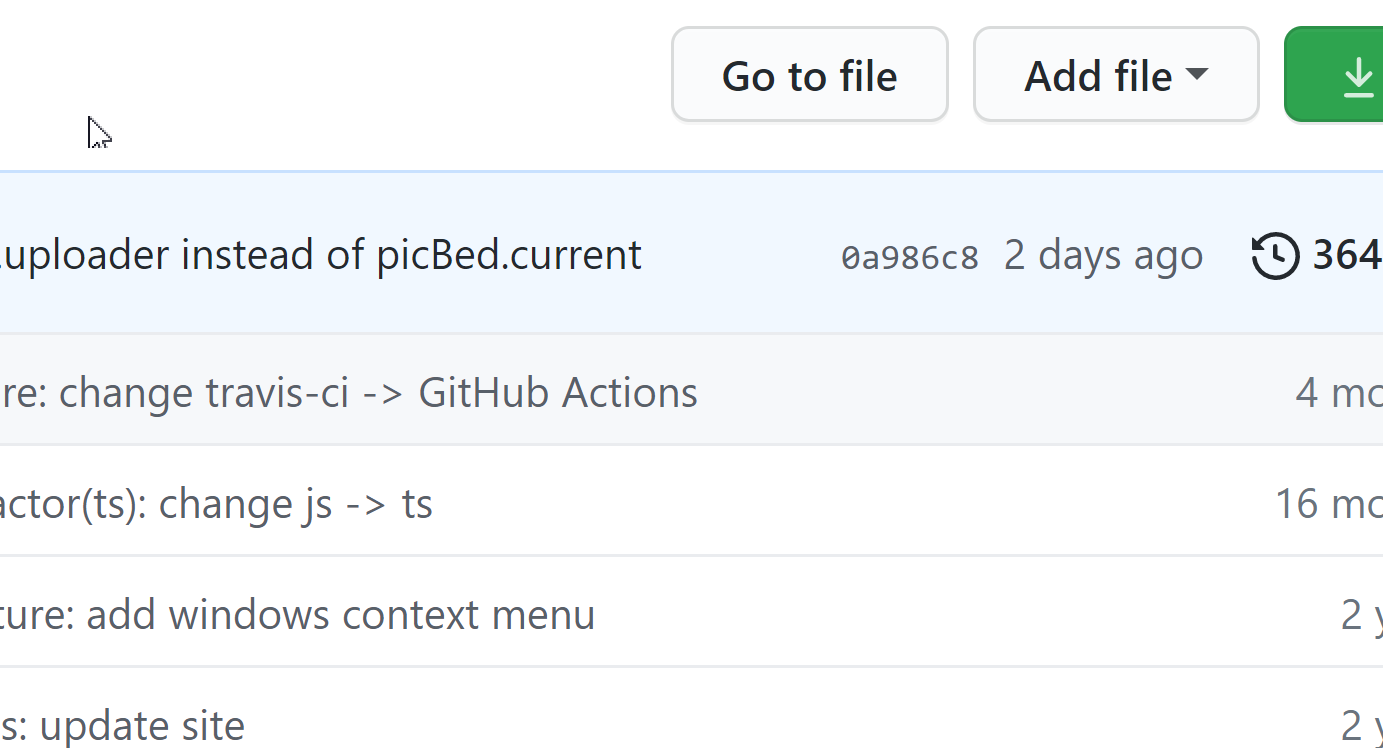 Go to file Add file
.uploader instead of picBed.current 0a986c8 2 days ago 364
re: change travis-ci -> GitHub Actions 4 mo
actor(ts): change js -> ts 16 mo
ture: add windows context menu 2 y
s: update site 2 y